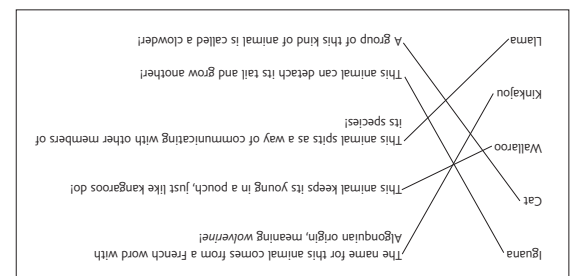 Iguana
Cat
Wallaroo
Kinkajou
Llama
The name for this animal comes from a French word with
Algonquian origin, meaning wolverine!
This animal keeps its young in a pouch, just like kangaroos do!
This animal spits as a way of communicating with other members of
its species!
This animal can detach its tail and grow another!
A group of this kind of animal is called a clowder!